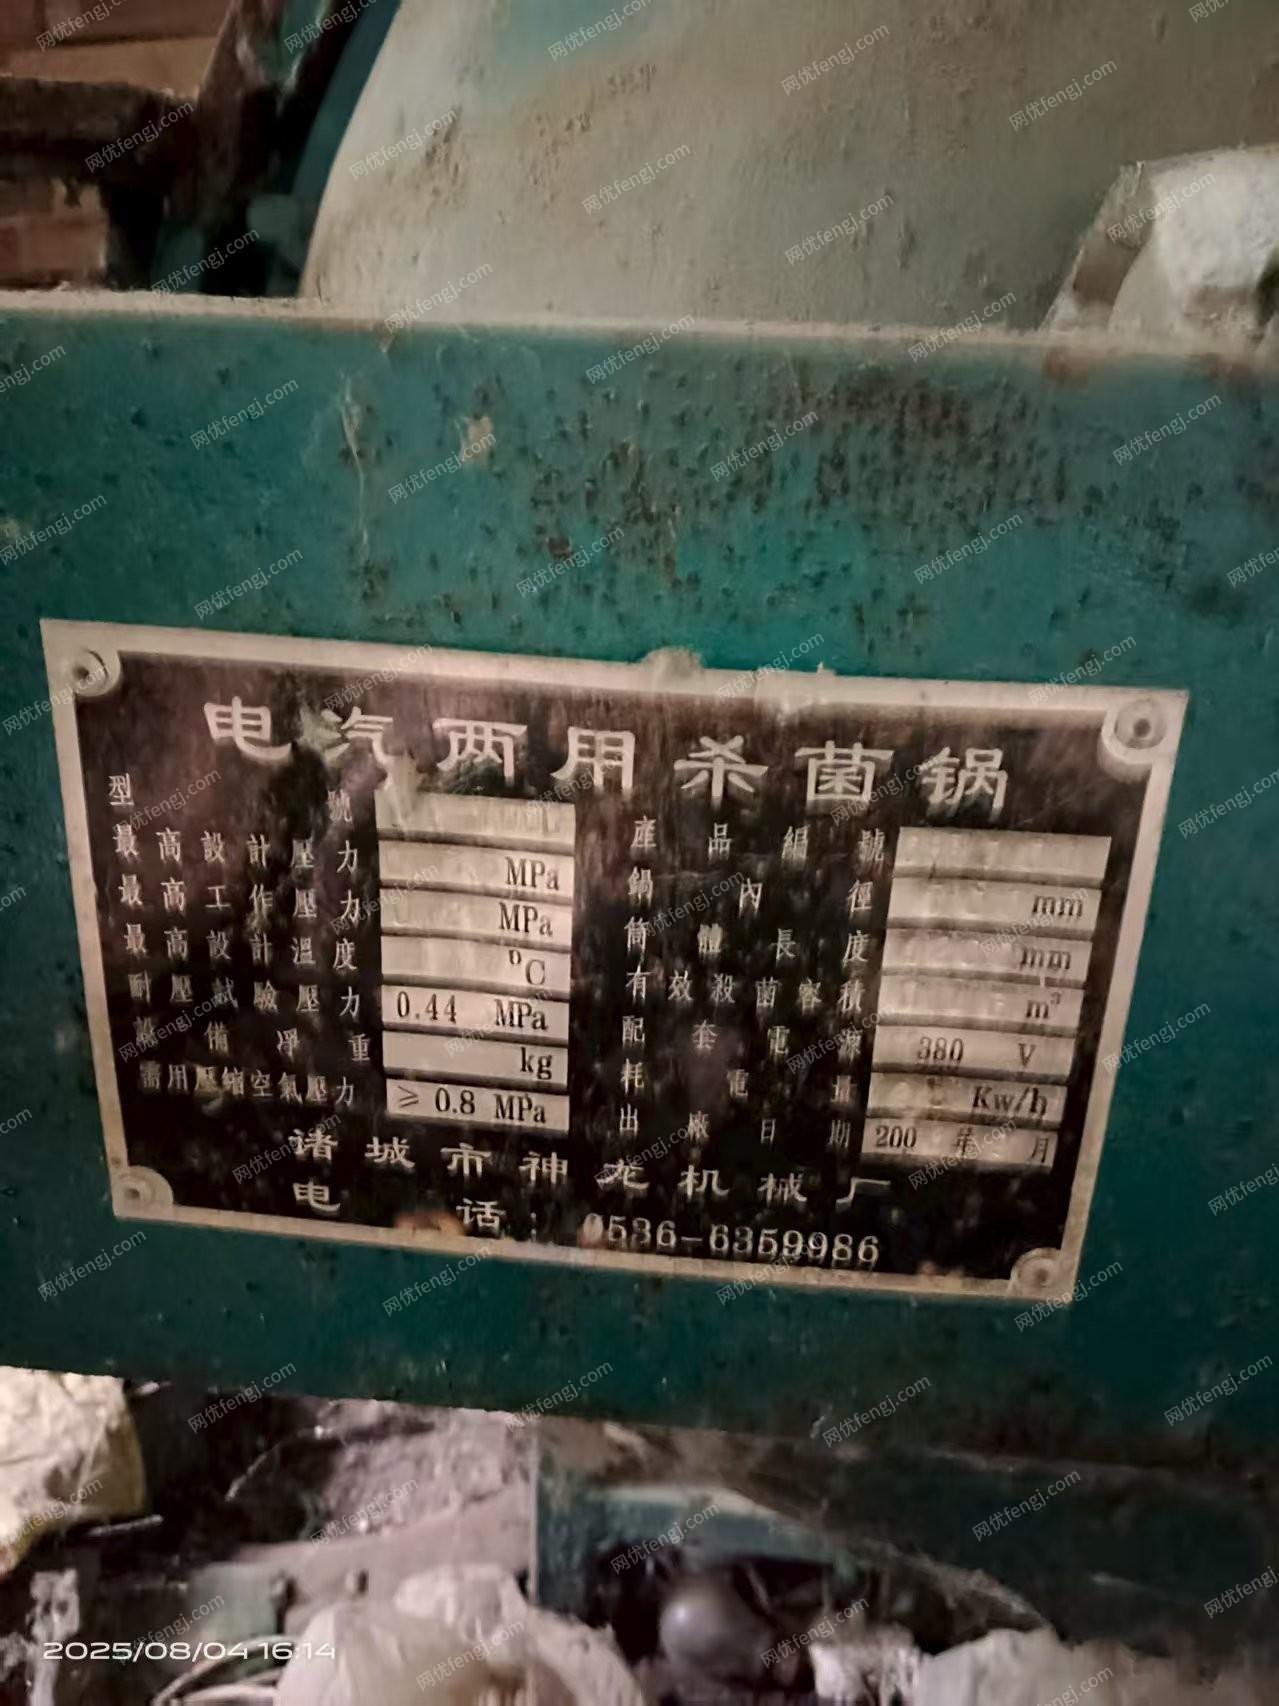 电汽两用杀菌锅
型號
最高設計壓力 MPa
最高工作壓力 MPa
最高設計溫度 ºC
耐壓試驗壓力 0.44 MPa
設備凈重 kg
需用壓縮空氣壓力 ≥0.8 MPa
產品編號
鍋內徑 mm
筒體長度 mm
有效殺菌容積 m³
配套電源 380 V
耗電量 Kw/h
出廠日期 200 年 月
诸城市神龙机械厂
电话：0536-6359986
2025/08/04 16:14
网优fengj.com